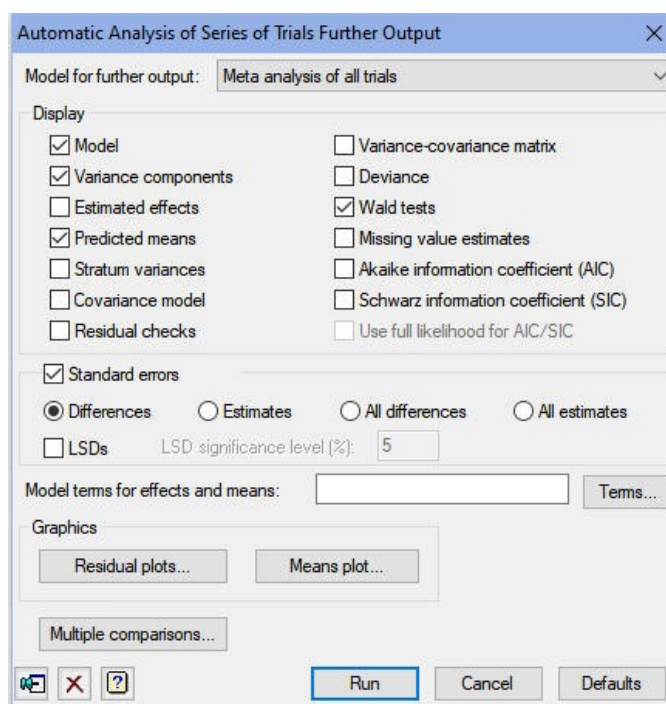 Automatic Analysis of Series of Trials Further Output
Model for further output: Meta analysis of all trials
Display
Model
Variance components
Estimated effects
Predicted means
Stratum variances
Covariance model
Residual checks
Variance-covariance matrix
Deviance
Wald tests
Missing value estimates
Akaike information coefficient (AIC)
Schwarz information coefficient (SIC)
Use full likelihood for AIC/SIC
Standard errors
Differences Estimates All differences All estimates
LSDs LSD significance level (%): 5
Model terms for effects and means: Terms...
Graphics
Residual plots... Means plot...
Multiple comparisons...
Run Cancel Defaults